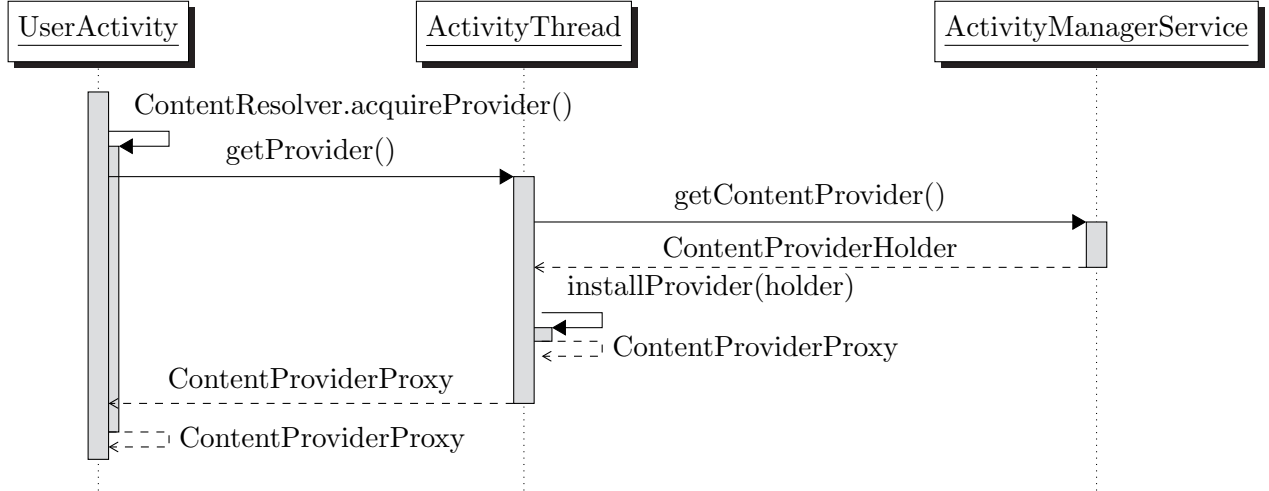 UserActivity
ActivityThread
ActivityManagerService
ContentResolver.acquireProvider()
getProvider()
getContentProvider()
ContentProviderHolder
installProvider(holder)
ContentProviderProxy
ContentProviderProxy
ContentProviderProxy